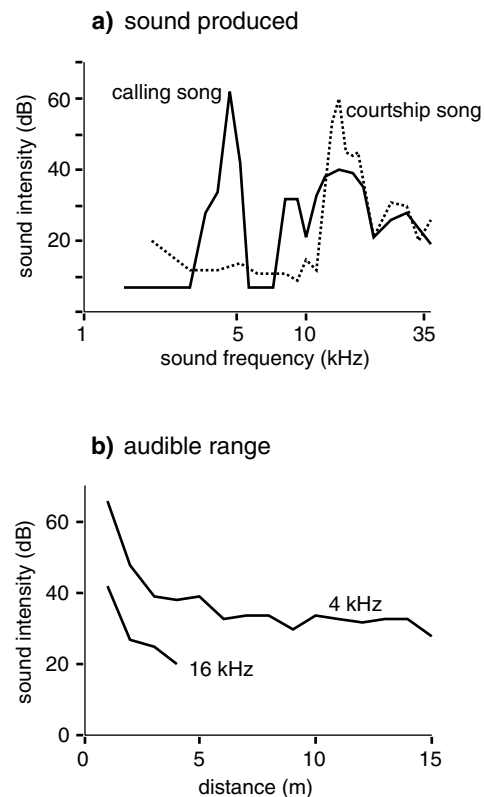 a) sound produced
sound intensity (dB)
60
40
20
calling song
courtship song
1
5
10
35
sound frequency (kHz)
b) audible range
sound intensity (dB)
60
40
20
0
4 kHz
16 kHz
0
5
10
15
distance (m)